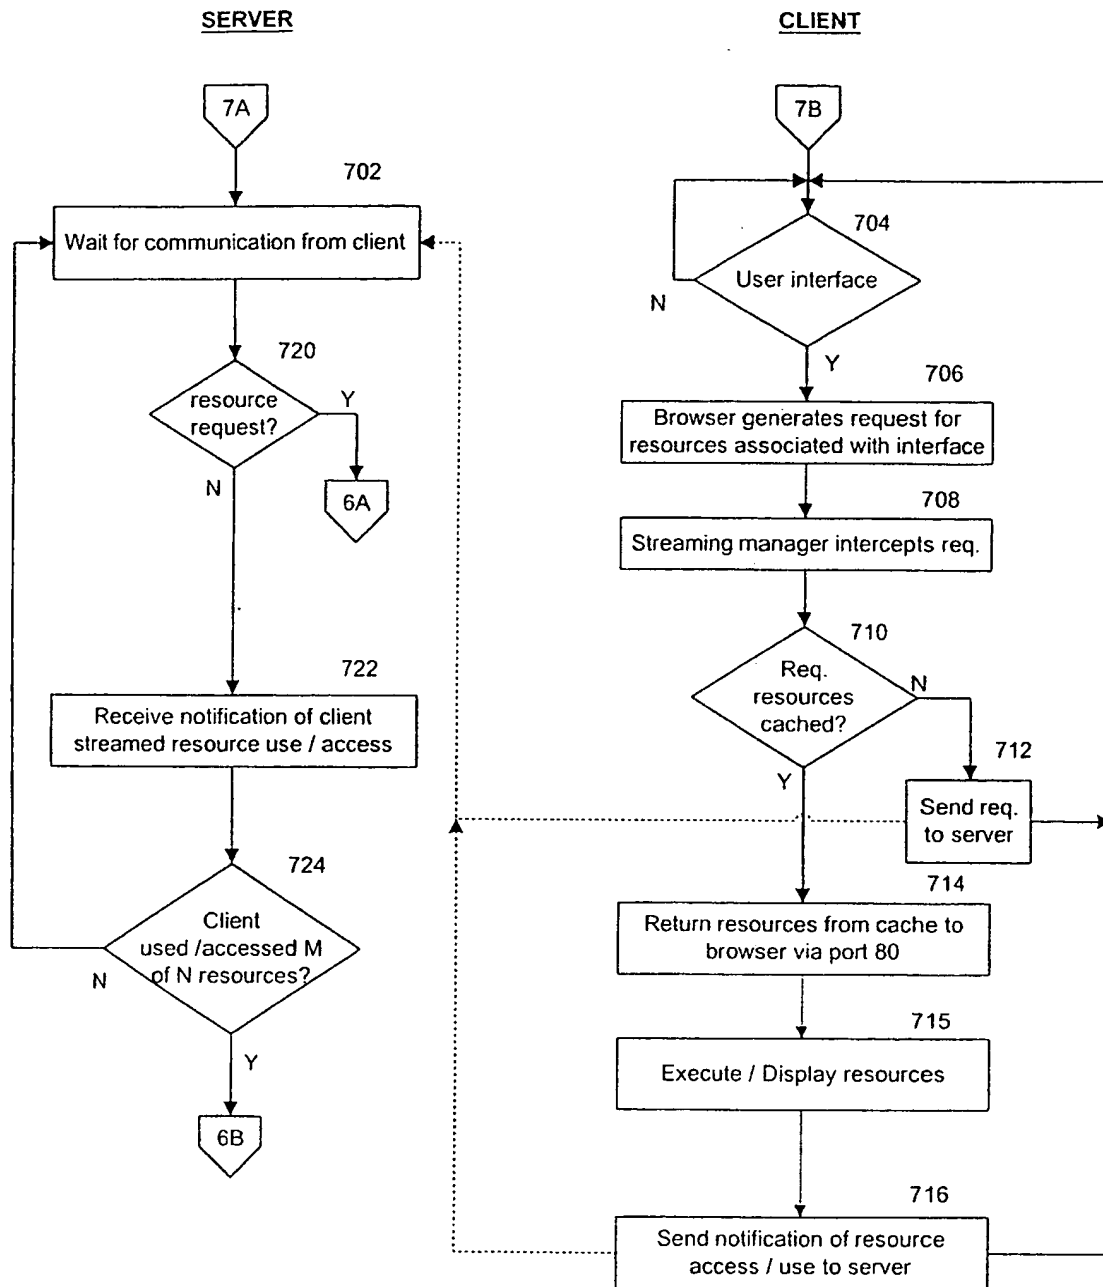 SERVER
7A
702
Wait for communication from client
720
resource
request?
Y
N
6A
722
Receive notification of client
streamed resource use / access
724
Client
used /accessed M
of N resources?
N
Y
6B
CLIENT
7B
704
User interface
N
Y
706
Browser generates request for
resources associated with interface
708
Streaming manager intercepts req.
710
Req.
resources
cached?
N
Y
712
Send req.
to server
714
Return resources from cache to
browser via port 80
715
Execute / Display resources
716
Send notification of resource
access / use to server